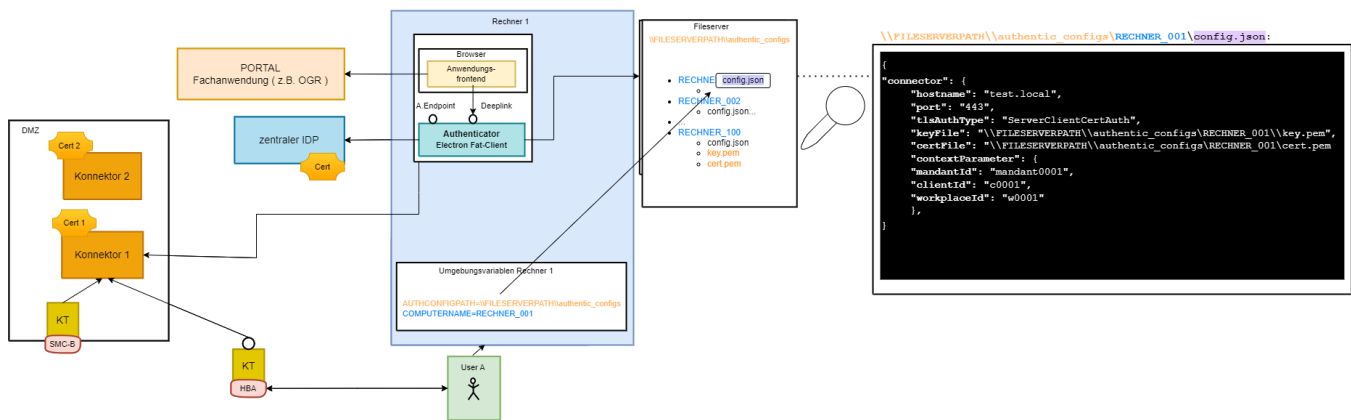 PORTAL
Fachanwendung ( z.B. OGR )
zentraler IDP
Cert
DMZ
Cert 2
Konnektor 2
Cert 1
Konnektor 1
KT
SMC-B
KT
HBA
Rechner 1
Browser
Anwendungs-
frontend
A.Endpoint
Deeplink
Authenticator
Electron Fat-Client
Umgebungsvariablen Rechner 1
AUTHCONFIGPATH=\\FILESERVERPATH\\authentic_configs
COMPUTERNAME=RECHNER_001
User A
Fileserver
\\FILESERVERPATH\\authentic_configs
RECHNE
config.json
RECHNER_002
config.json...
...
RECHNER_100
config.json
key.pem
cert.pem
\\FILESERVERPATH\\authentic_configs\RECHNER_001\config.json:
{
"connector": {
"hostname": "test.local",
"port": "443",
"tlsAuthType": "ServerClientCertAuth",
"keyFile": "\\FILESERVERPATH\\authentic_configs\RECHNER_001\\key.pem",
"certFile": "\\FILESERVERPATH\\authentic_configs\RECHNER_001\cert.pem
"contextParameter": {
"mandantId": "mandant0001",
"clientId": "c0001",
"workplaceId": "w0001"
},
}